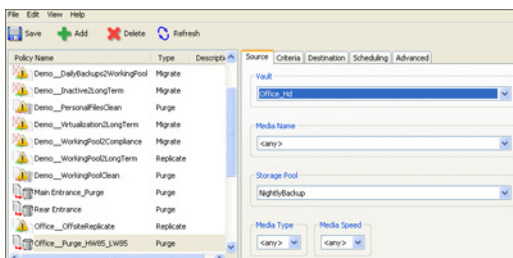 File Edit View Help
Save Add Delete Refresh
Policy Name Type Descriptio
Demo__DailyBackups2WorkingPool Migrate
Demo__Inactive2LongTerm Migrate
Demo__PersonalFilesClean Purge
Demo__Virtualization2LongTerm Migrate
Demo__WorkingPool2Compliance Migrate
Demo__WorkingPool2LongTerm Replicate
Demo__WorkingPoolClean Purge
Main Entrance_Purge Purge
Rear Entrance Purge
Office__OffsiteReplicate Replicate
Office__Purge_HW85_LW85 Purge
Source Criteria Destination Scheduling Advanced
Vault
Office_Hd
Media Name
<any>
Storage Pool
NightlyBackup
Media Type Media Speed
<any> <any>